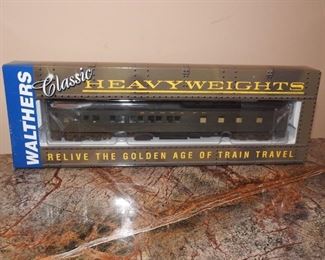 WALTHERS
Classic
HEAVYWEIGHTS
RELIVE THE GOLDEN AGE OF TRAIN TRAVEL